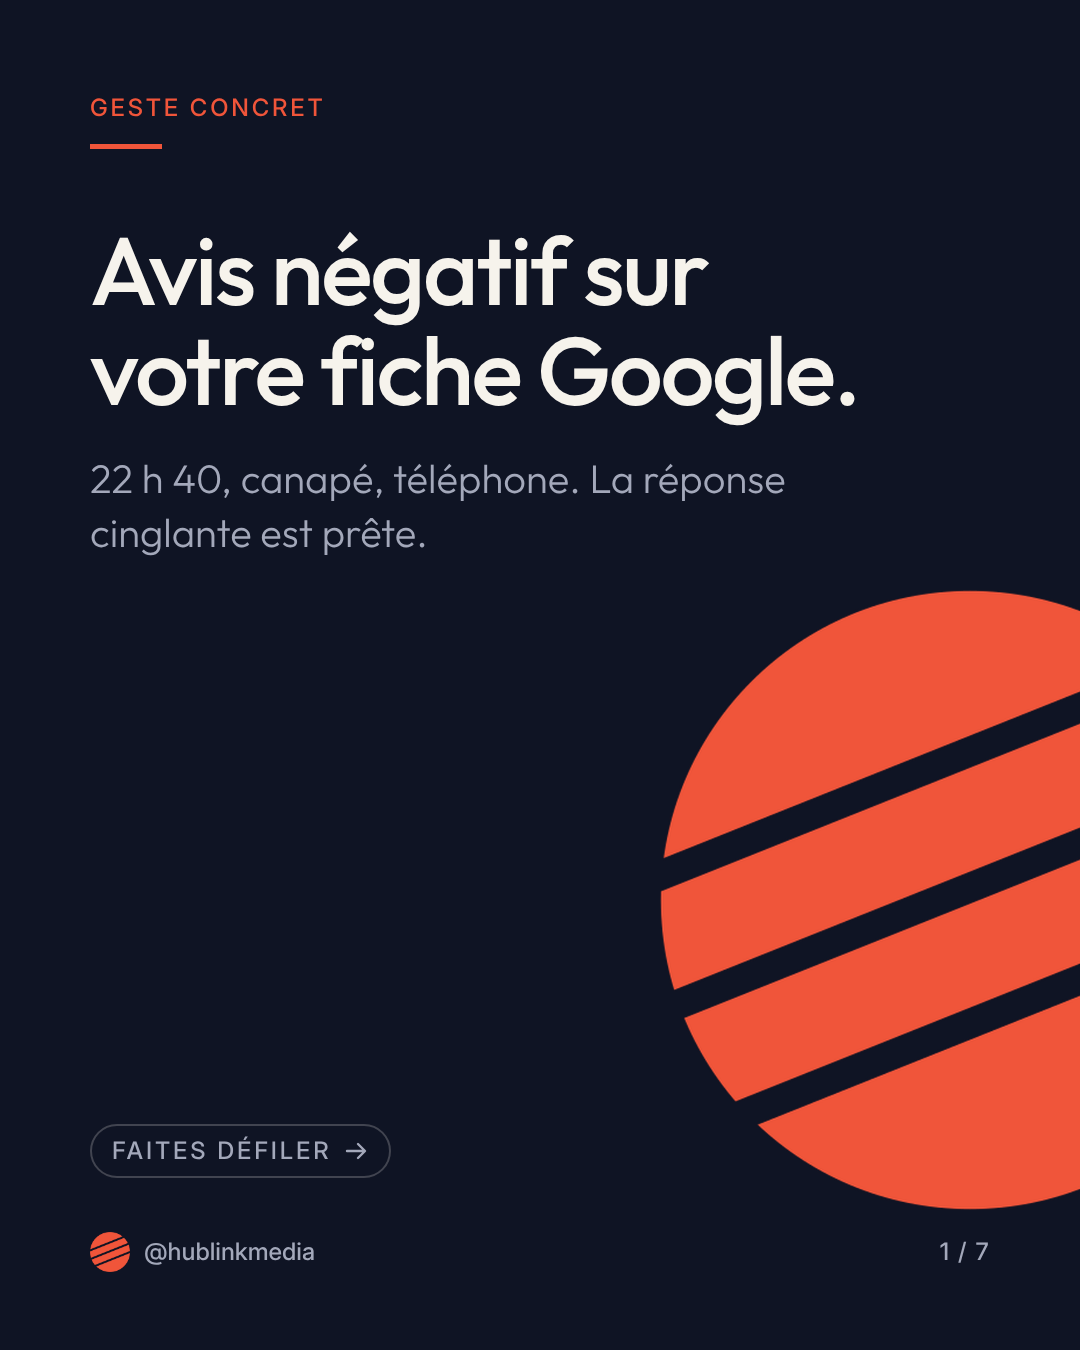 GESTE CONCRET
Avis négatif sur
votre fiche Google.
22 h 40, canapé, téléphone. La réponse
cinglante est prête.
FAITES DÉFILER →
@hublinkmedia
1 / 7